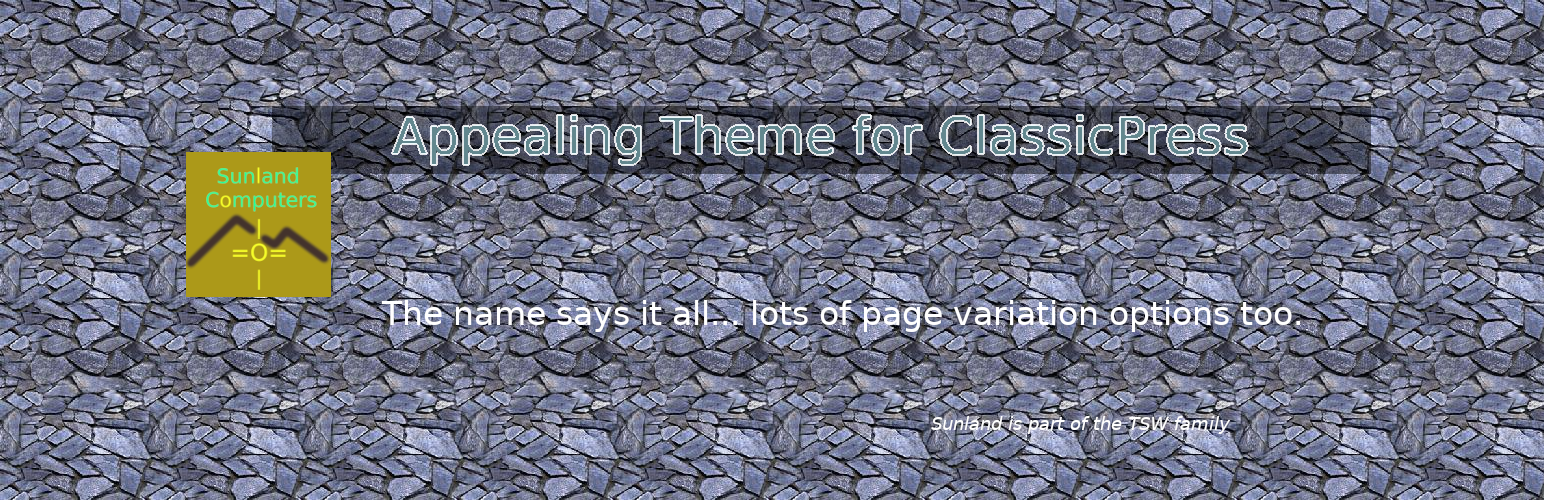 Appealing Theme for ClassicPress
Sunland
Computers
=O=
The name says it all... lots of page variation options too.
Sunland is part of the TSW family